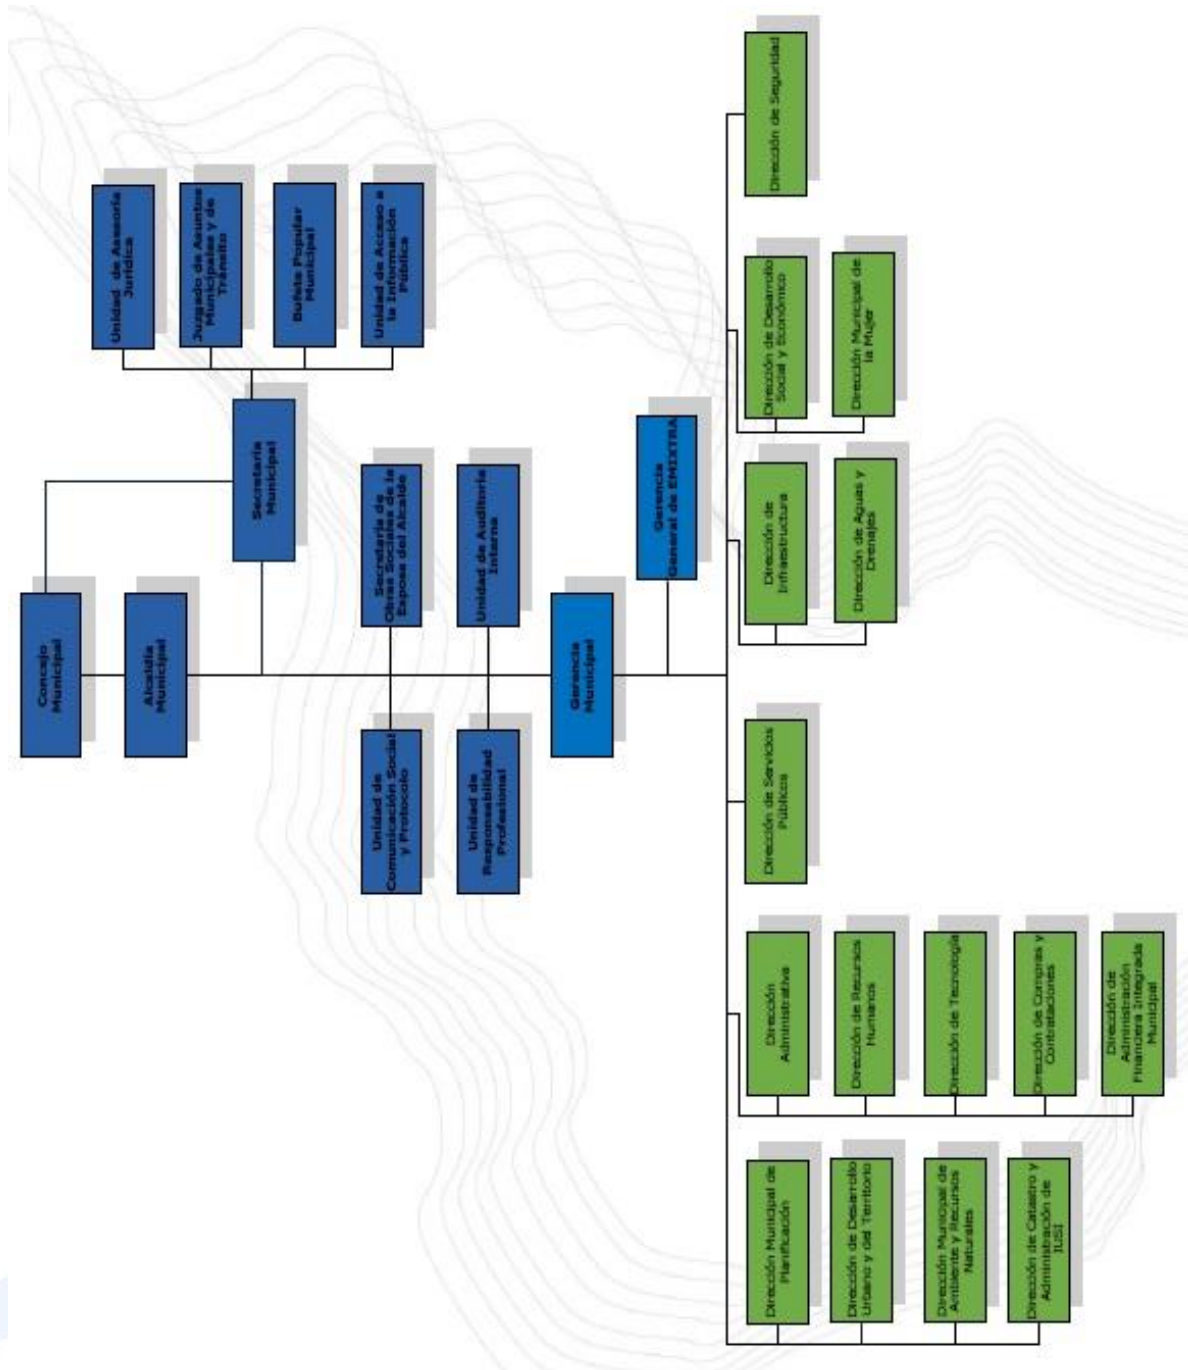 Concejo
Municipal
Alcaldía
Municipal
Secretaría
Municipal
Unidad de Asesoría
Jurídica
Juzgado de Asuntos
Municipales y de
Tránsito
Bufete Popular
Municipal
Unidad de Acceso a
la Información
Pública
Unidad de
Comunicación Social
y Protocolo
Secretaría de
Obras Sociales de la
Esposa del Alcalde
Unidad de
Responsabilidad
Profesional
Unidad de Auditoría
Interna
Gerencia
Municipal
Gerencia
General de EMIXTRA
Dirección Municipal de
Planificación
Dirección de Desarrollo
Urbano y del Territorio
Dirección Municipal de
Ambiente y Recursos
Naturales
Dirección de Catastro y
Administración de
IUSI
Dirección
Administrativa
Dirección de Recursos
Humanos
Dirección de Tecnología
Dirección de Compras y
Contrataciones
Dirección de
Administración
Financiera Integrada
Municipal
Dirección de Servicios
Públicos
Dirección de
Infraestructura
Dirección de Aguas y
Drenajes
Dirección de Desarrollo
Social y Económico
Dirección Municipal de
la Mujer
Dirección de Seguridad